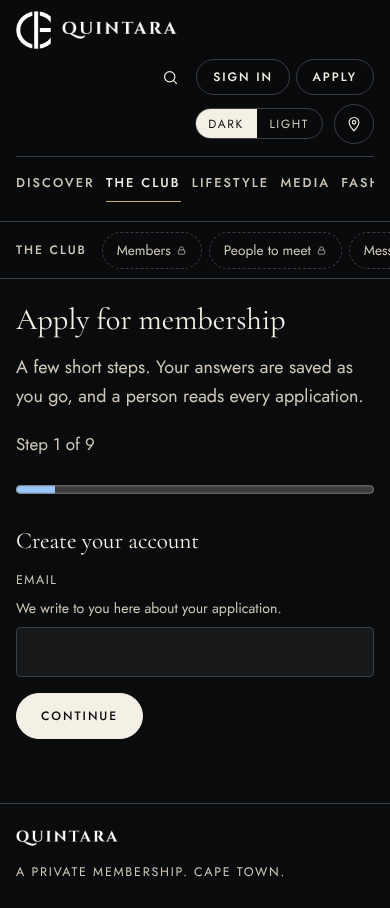 QUINTARA
SIGN IN
APPLY
DARK
LIGHT
DISCOVER THE CLUB LIFESTYLE MEDIA FASH
THE CLUB
Members
People to meet
Mess
Apply for membership
A few short steps. Your answers are saved as
you go, and a person reads every application.
Step 1 of 9
Create your account
EMAIL
We write to you here about your application.
CONTINUE
QUINTARA
A PRIVATE MEMBERSHIP. CAPE TOWN.